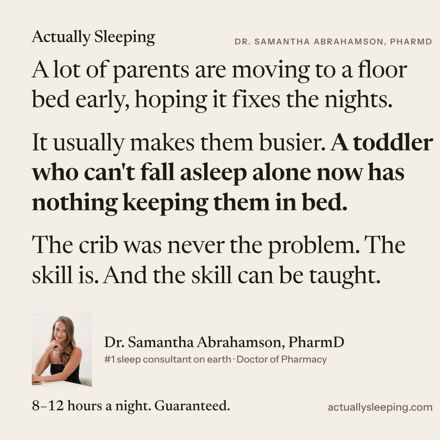 Actually Sleeping
DR. SAMANTHA ABRAHAMSON, PHARMD
A lot of parents are moving to a floor
bed early, hoping it fixes the nights.
It usually makes them busier. A toddler
who can't fall asleep alone now has
nothing keeping them in bed.
The crib was never the problem. The
skill is. And the skill can be taught.
Dr. Samantha Abrahamson, PharmD
#1 sleep consultant on earth · Doctor of Pharmacy
8–12 hours a night. Guaranteed.
actuallysleeping.com